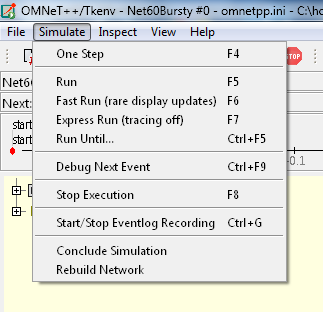 OMNeT++/Tkenv - Net60Bursty #0 - omnetpp.ini - C:\h
File Simulate Inspect View Help
One Step F4
STOP
Run F5
Net60
Fast Run (rare display updates) F6
Next:
Express Run (tracing off) F7
start
Run Until... Ctrl+F5
start
-0.1
Debug Next Event Ctrl+F9
Stop Execution F8
Start/Stop Eventlog Recording Ctrl+G
Conclude Simulation
Rebuild Network